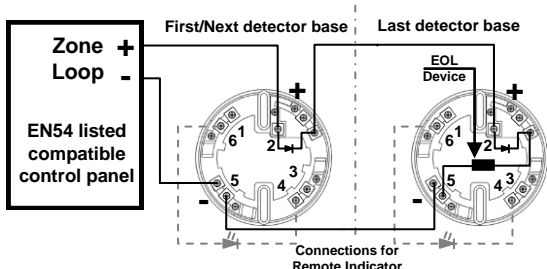 First/Next detector base
Last detector base
Zone +
Loop -
EN54 listed
compatible
control panel
+
1
2
3
4
5
6
-
EOL
Device
+
1
2
3
4
5
6
-
Connections for
Remote Indicator